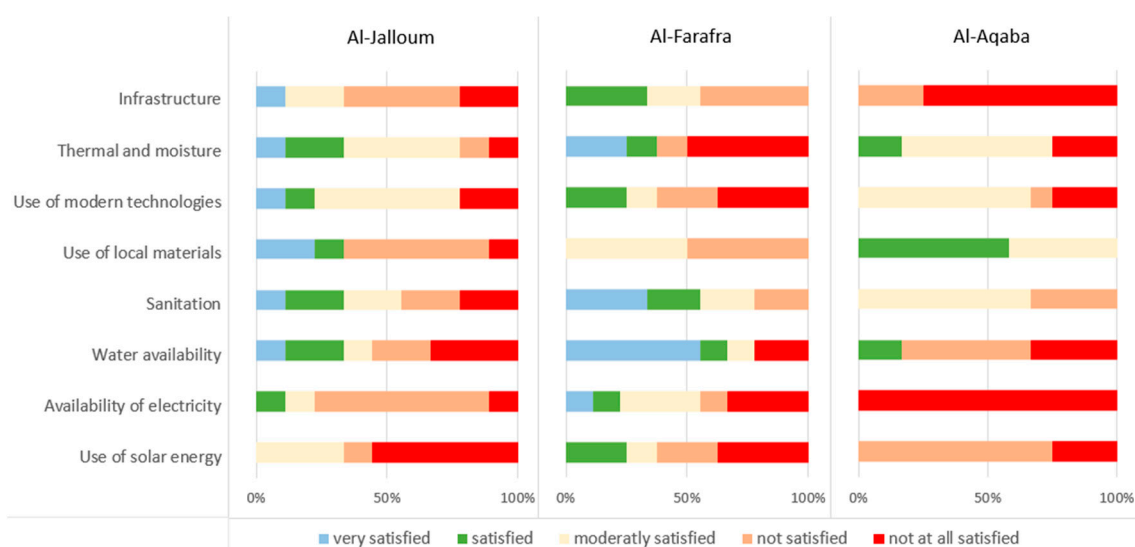 Al-Jalloum Al-Farafra Al-Aqaba
Infrastructure
Thermal and moisture
Use of modern technologies
Use of local materials
Sanitation
Water availability
Availability of electricity
Use of solar energy
0% 50% 100% 0% 50% 100% 0% 50% 100%
very satisfied satisfied moderatly satisfied not satisfied not at all satisfied